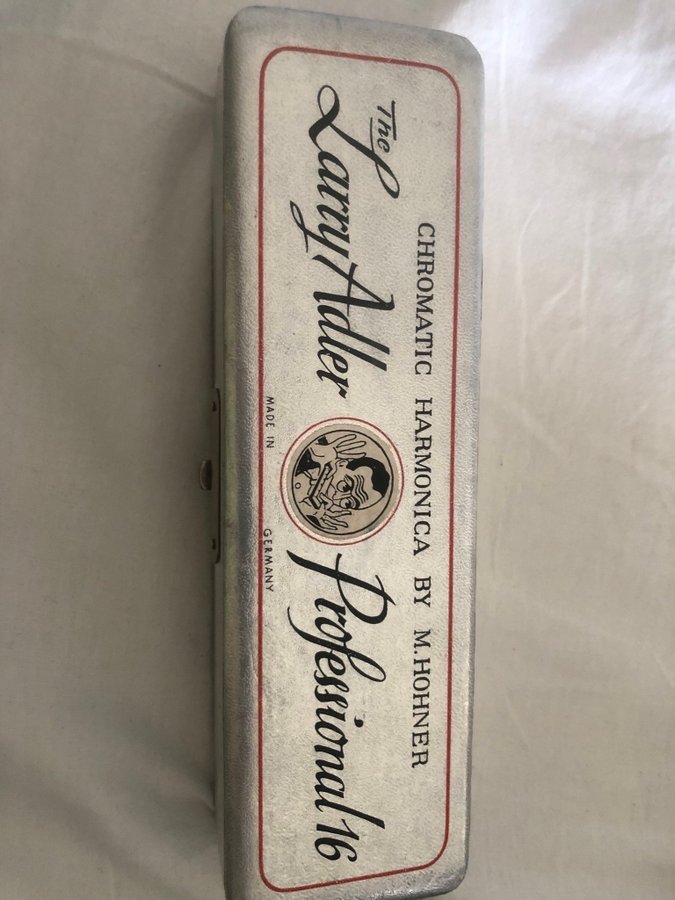 CHROMATIC HARMONICA BY M.HOHNER
The
Larry Adler Professional 16
MADE IN GERMANY